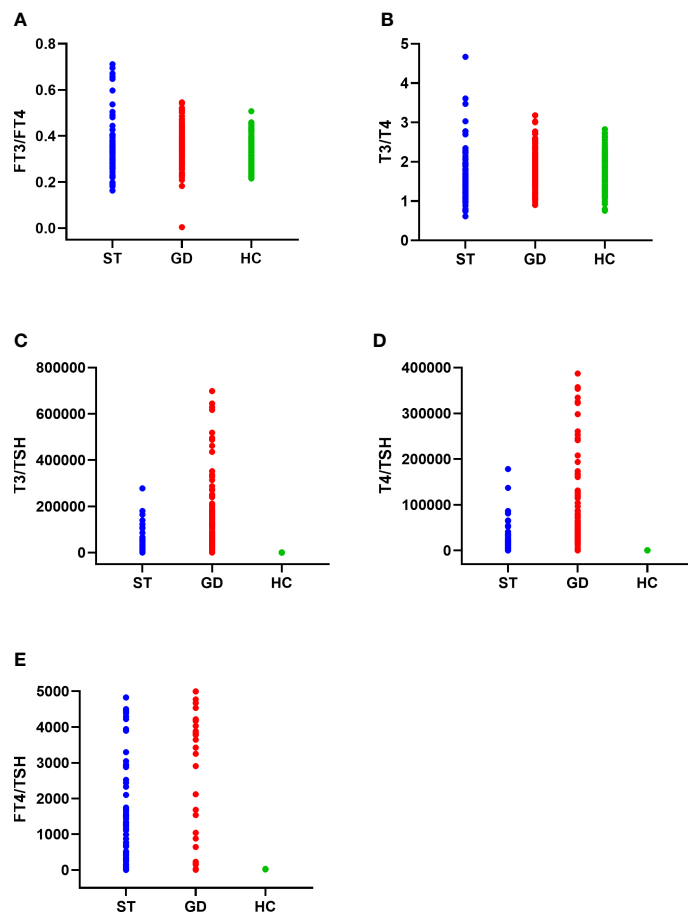 A
FT3/FT4
0.8
0.6
0.4
0.2
0.0
ST GD HC
B
T3/T4
5
4
3
2
1
0
ST GD HC
C
T3/TSH
800000
600000
400000
200000
0
ST GD HC
D
T4/TSH
400000
300000
200000
100000
0
ST GD HC
E
FT4/TSH
5000
4000
3000
2000
1000
0
ST GD HC